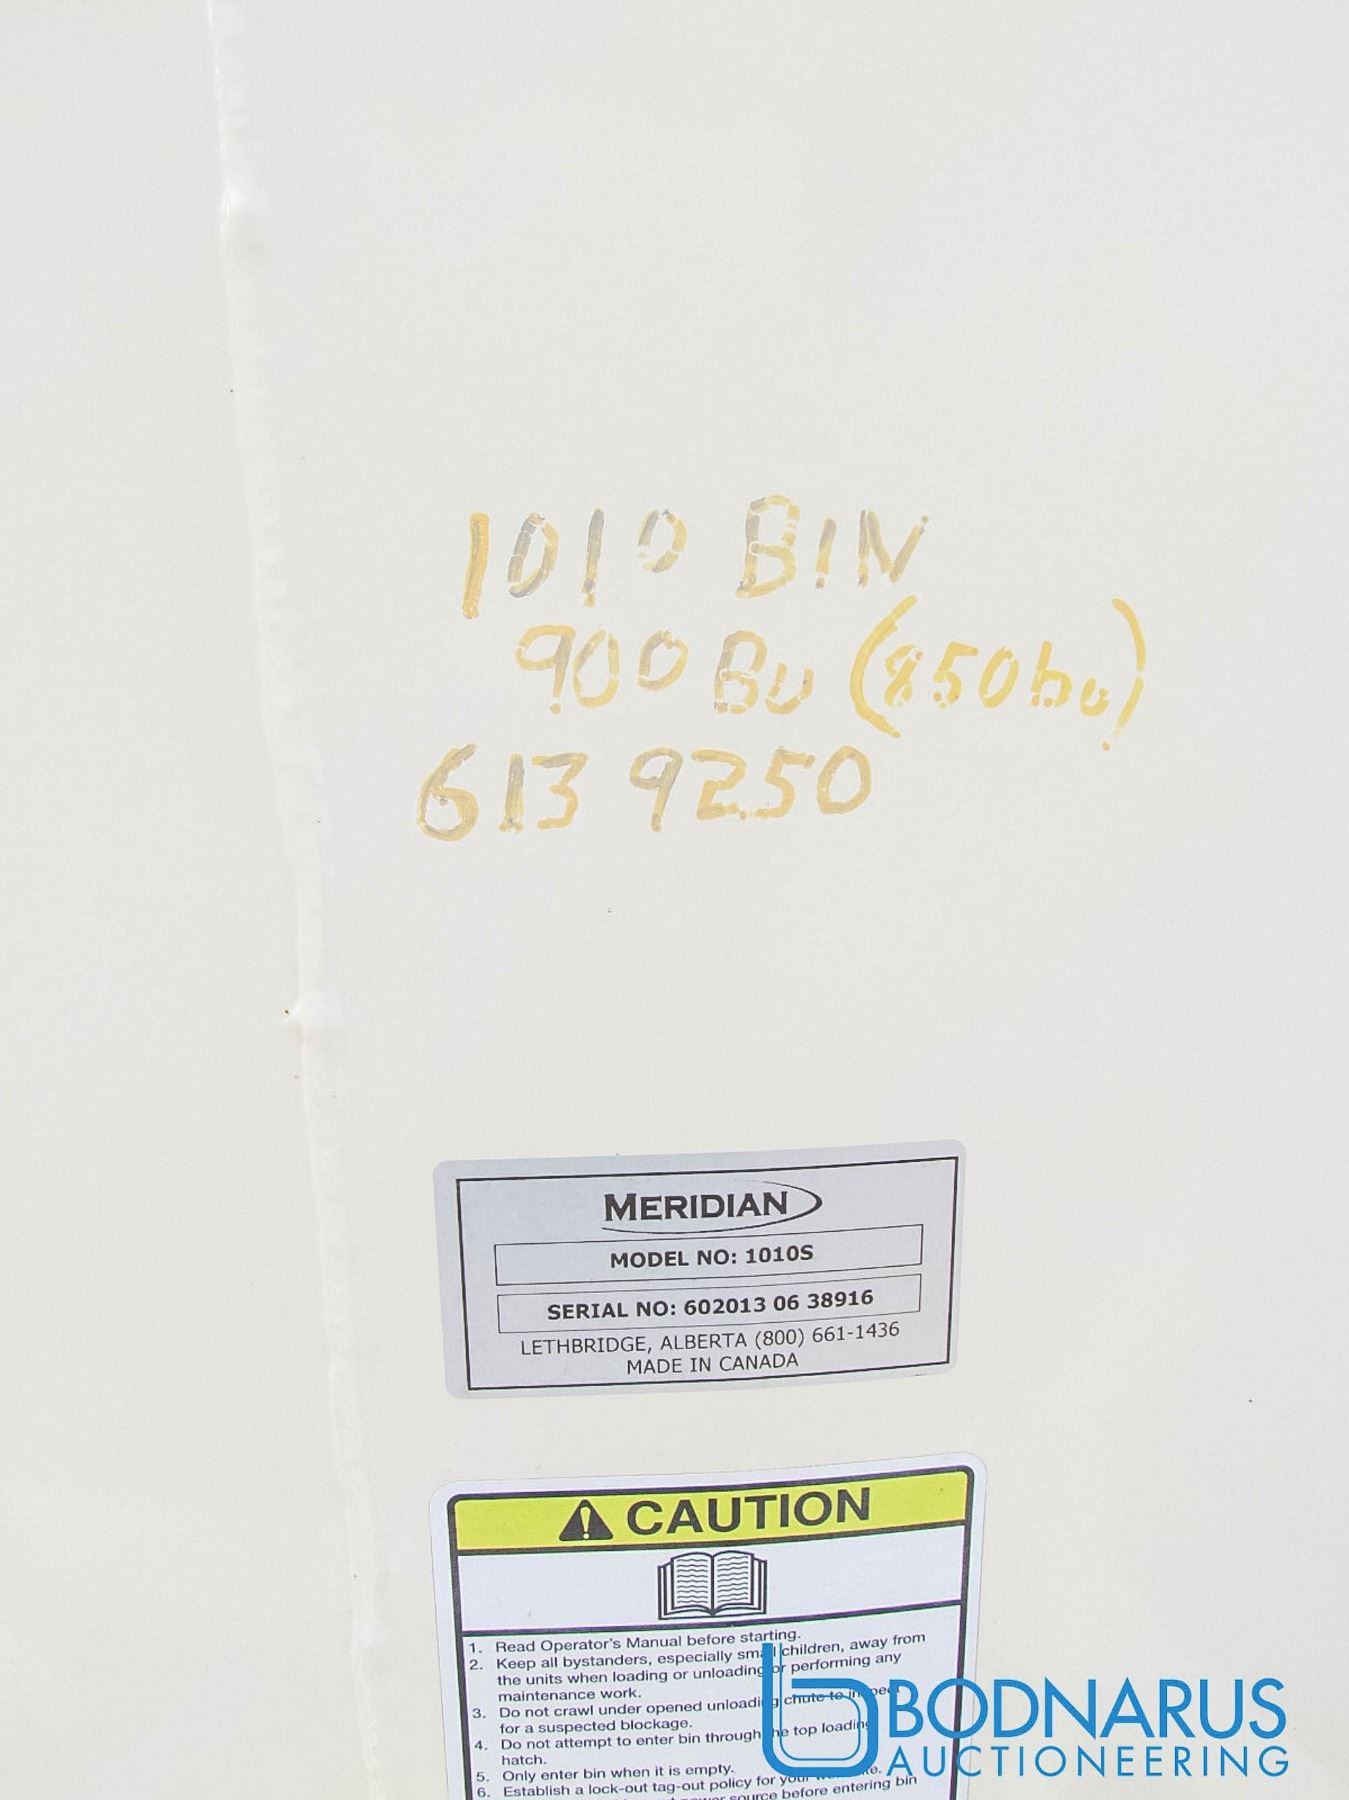 1010 BIN
900 Bu (850bu)
613 9250
MERIDIAN
MODEL NO: 1010S
SERIAL NO: 602013 06 38916
LETHBRIDGE, ALBERTA (800) 661-1436
MADE IN CANADA
CAUTION
1. Read Operator's Manual before starting.
2. Keep all bystanders, especially small children, away from
the units when loading or unloading or performing any
maintenance work.
3. Do not crawl under opened unloading chute to inspect
for a suspected blockage.
4. Do not attempt to enter bin through the top loading
hatch.
5. Only enter bin when it is empty.
6. Establish a lock-out tag-out policy for your
power source before entering bin
BODNARUS
AUCTIONEERING